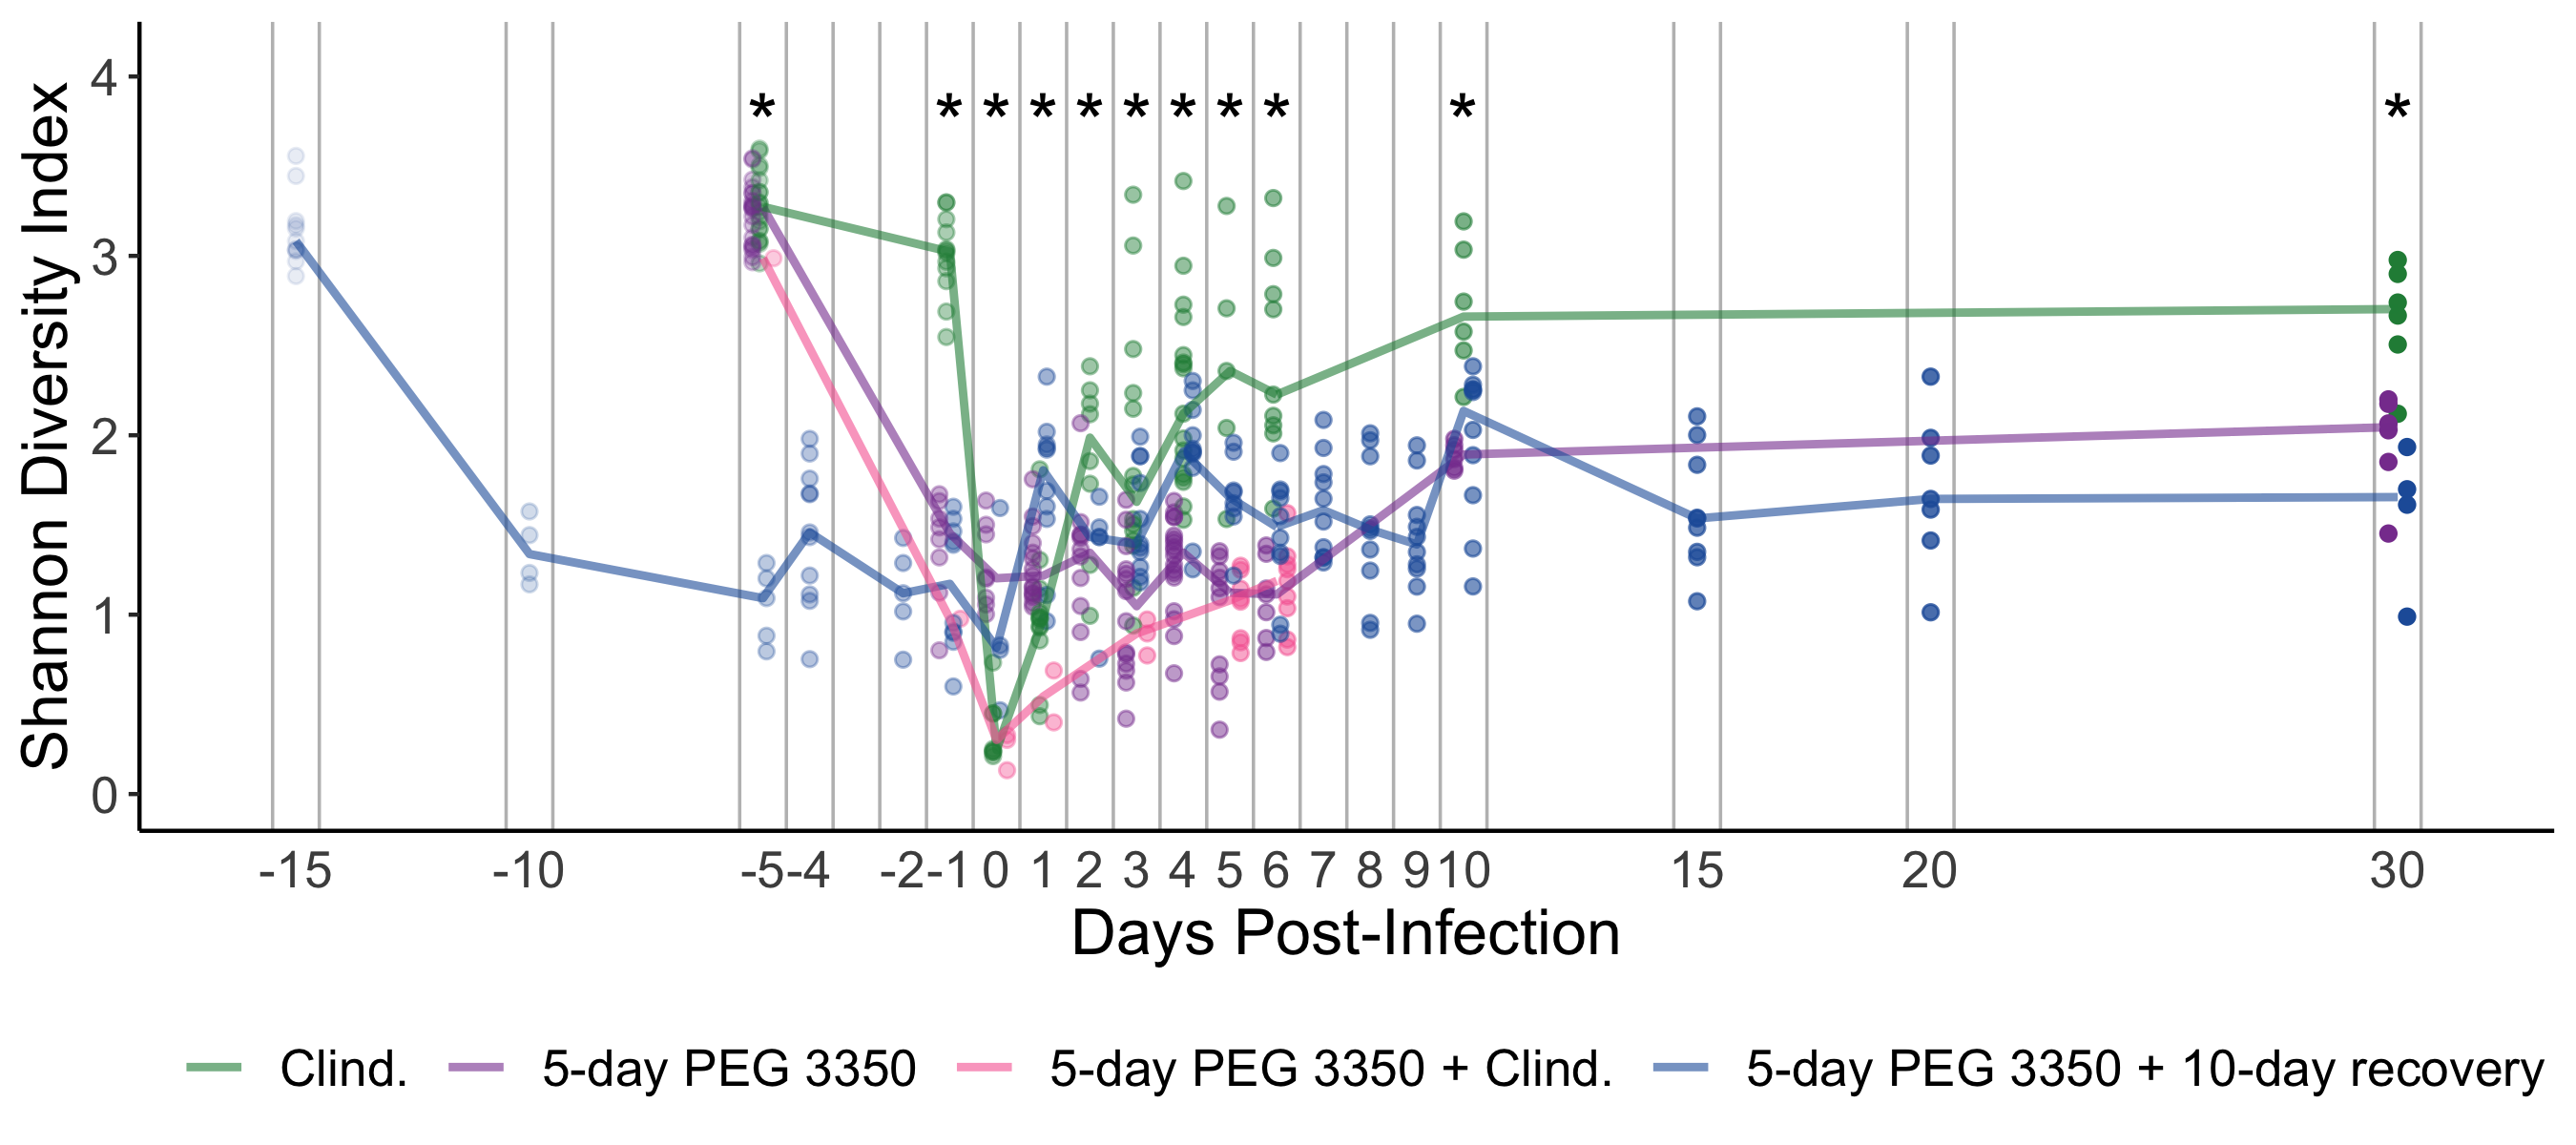 Shannon Diversity Index
4
3
2
1
0
* * * * * * * * * * *
-15 -10 -5 -4 -2 -1 0 1 2 3 4 5 6 7 8 9 10 15 20 30
Days Post-Infection
Clind. 5-day PEG 3350 5-day PEG 3350 + Clind. 5-day PEG 3350 + 10-day recovery